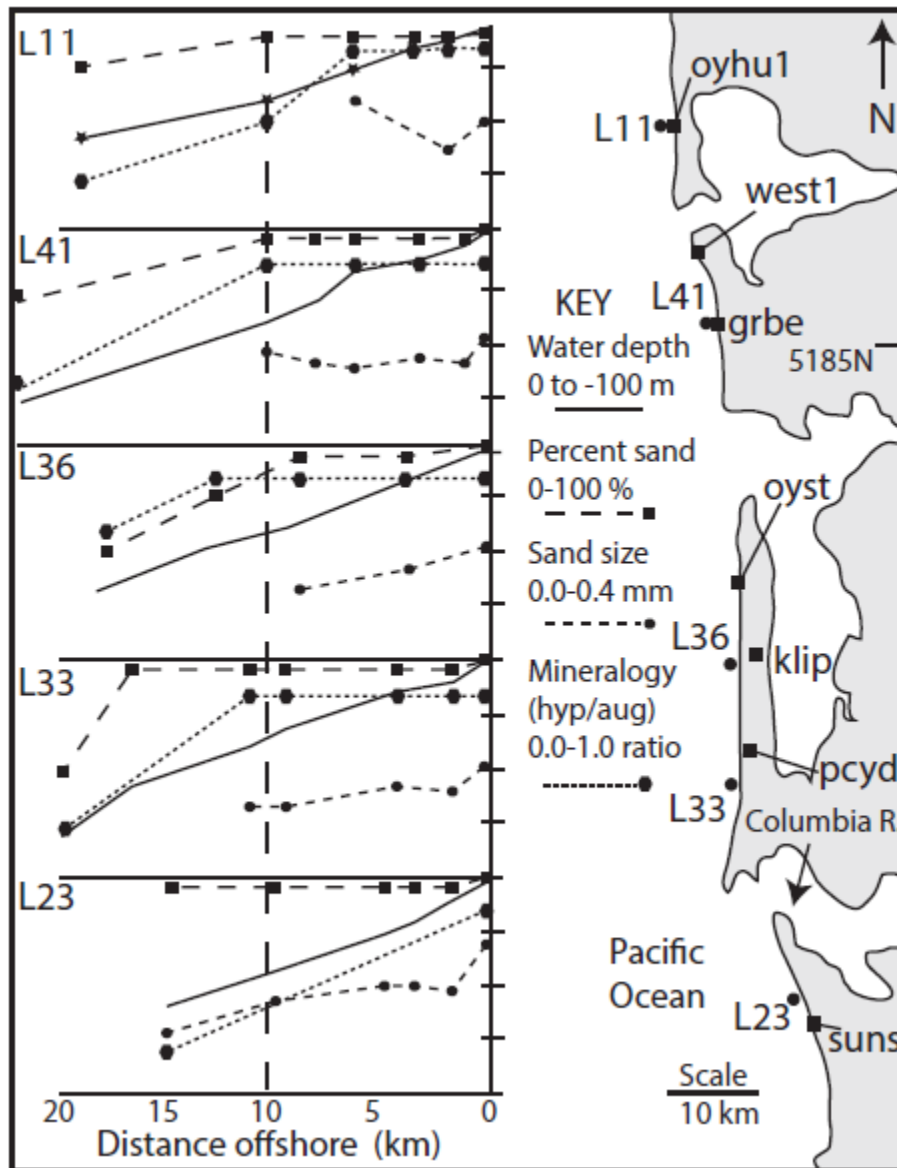 L11
L41
L36
L33
L23
20 15 10 5 0
Distance offshore (km)
KEY
Water depth
0 to -100 m
Percent sand
0-100 %
Sand size
0.0-0.4 mm
Mineralogy
(hyp/aug)
0.0-1.0 ratio
N
oyhu1
L11
west1
L41
grbe
5185N
oyst
L36
klip
pcyd
L33
Columbia R
Pacific
Ocean
L23
suns
Scale
10 km